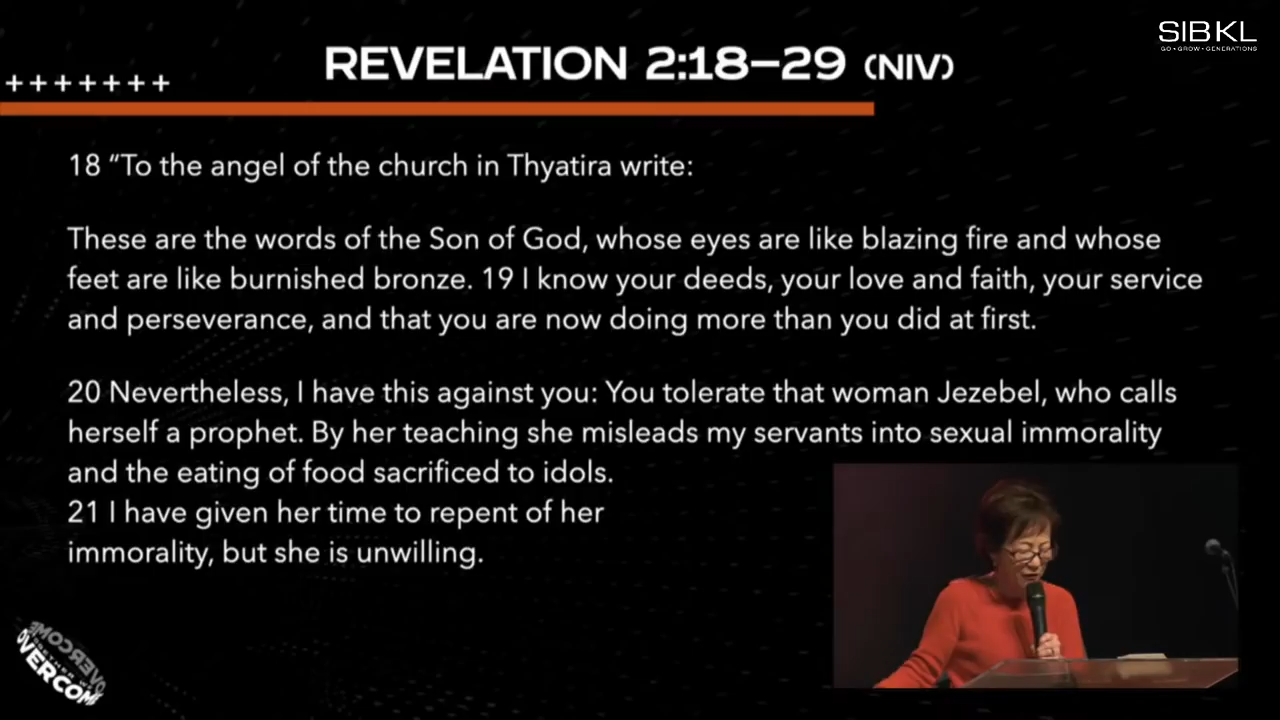 SIBKL
GO • GROW • GENERATIONS
REVELATION 2:18–29 (NIV)
+++++++
18 “To the angel of the church in Thyatira write:
These are the words of the Son of God, whose eyes are like blazing fire and whose
feet are like burnished bronze. 19 I know your deeds, your love and faith, your service
and perseverance, and that you are now doing more than you did at first.
20 Nevertheless, I have this against you: You tolerate that woman Jezebel, who calls
herself a prophet. By her teaching she misleads my servants into sexual immorality
and the eating of food sacrificed to idols.
21 I have given her time to repent of her
immorality, but she is unwilling.
OVERCOME
OVERCOME